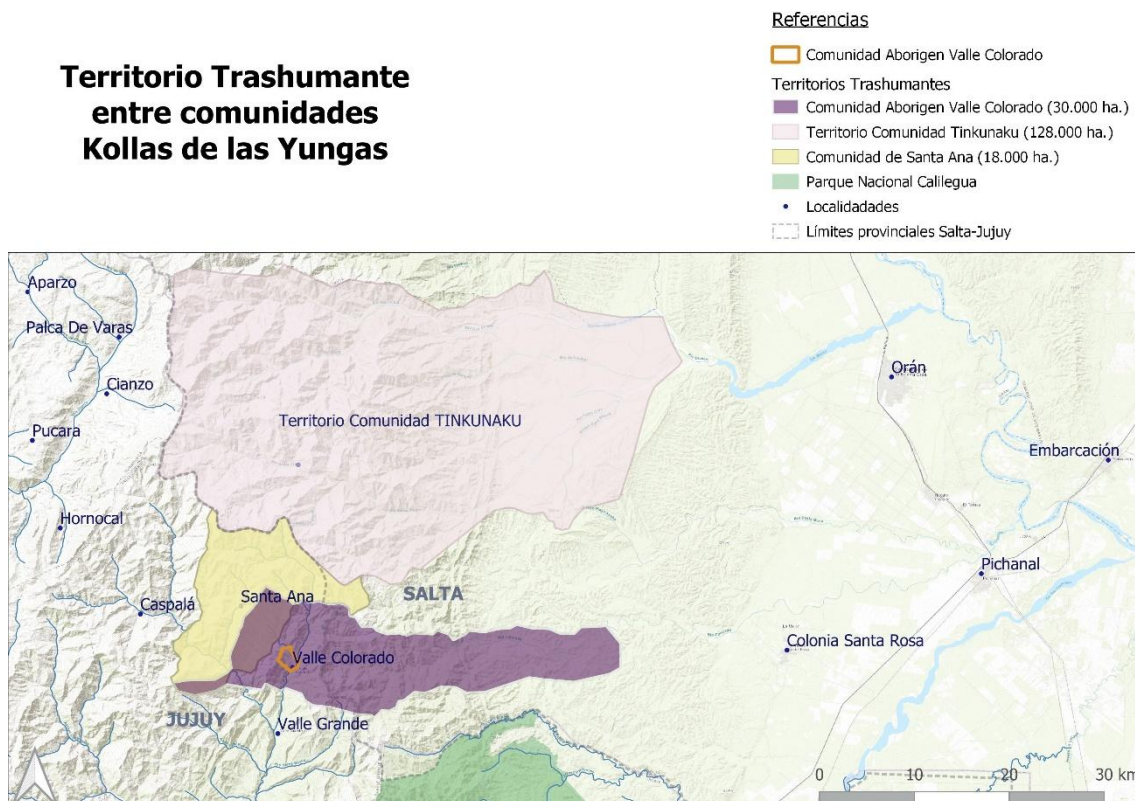 Territorio Trashumante
entre comunidades
Kollas de las Yungas
Referencias
Comunidad Aborigen Valle Colorado
Territorios Trashumantes
Comunidad Aborigen Valle Colorado (30.000 ha.)
Territorio Comunidad Tinkunaku (128.000 ha.)
Comunidad de Santa Ana (18.000 ha.)
Parque Nacional Calilegua
Localidadades
Límites provinciales Salta-Jujuy
Aparzo
Palca De Varas
Cianzo
Pucara
Hornocal
Caspalá
Territorio Comunidad TINKUNAKU
Orán
Embarcación
Pichanal
Colonia Santa Rosa
SALTA
Santa Ana
Valle Colorado
JUJUY
Valle Grande
0 10 20 30 km